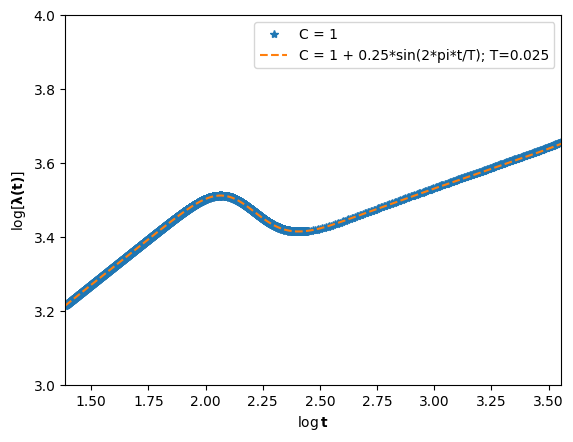 4.0
3.8
3.6
3.4
3.2
3.0
log[λ(t)]
C = 1
C = 1 + 0.25*sin(2*pi*t/T); T=0.025
1.50 1.75 2.00 2.25 2.50 2.75 3.00 3.25 3.50
log t